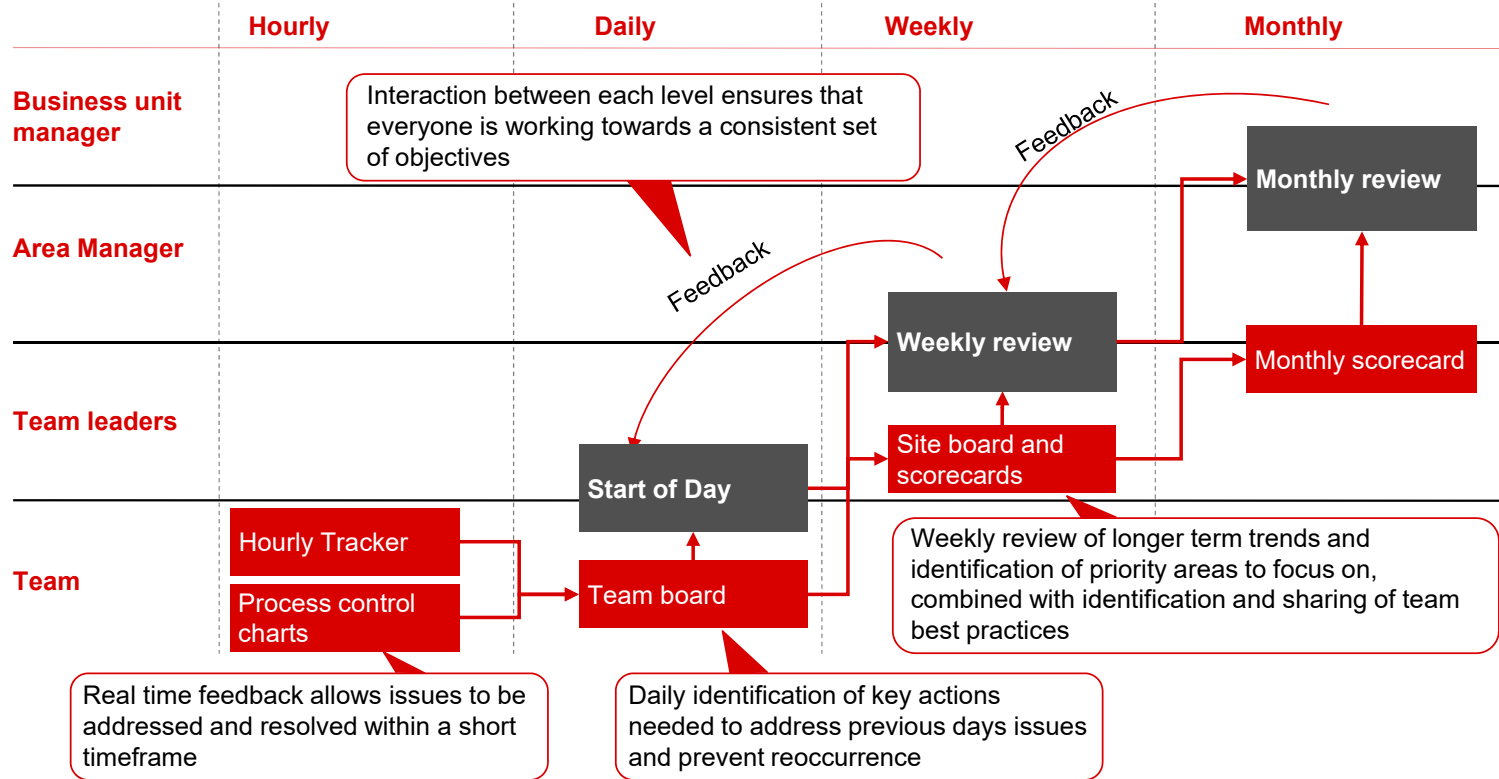 Hourly
Daily
Weekly
Monthly
Business unit
manager
Interaction between each level ensures that
everyone is working towards a consistent set
of objectives
Feedback
Monthly review
Area Manager
Feedback
Weekly review
Monthly scorecard
Team leaders
Site board and
scorecards
Start of Day
Team
Hourly Tracker
Process control
charts
Team board
Weekly review of longer term trends and
identification of priority areas to focus on,
combined with identification and sharing of team
best practices
Real time feedback allows issues to be
addressed and resolved within a short
timeframe
Daily identification of key actions
needed to address previous days issues
and prevent reoccurrence